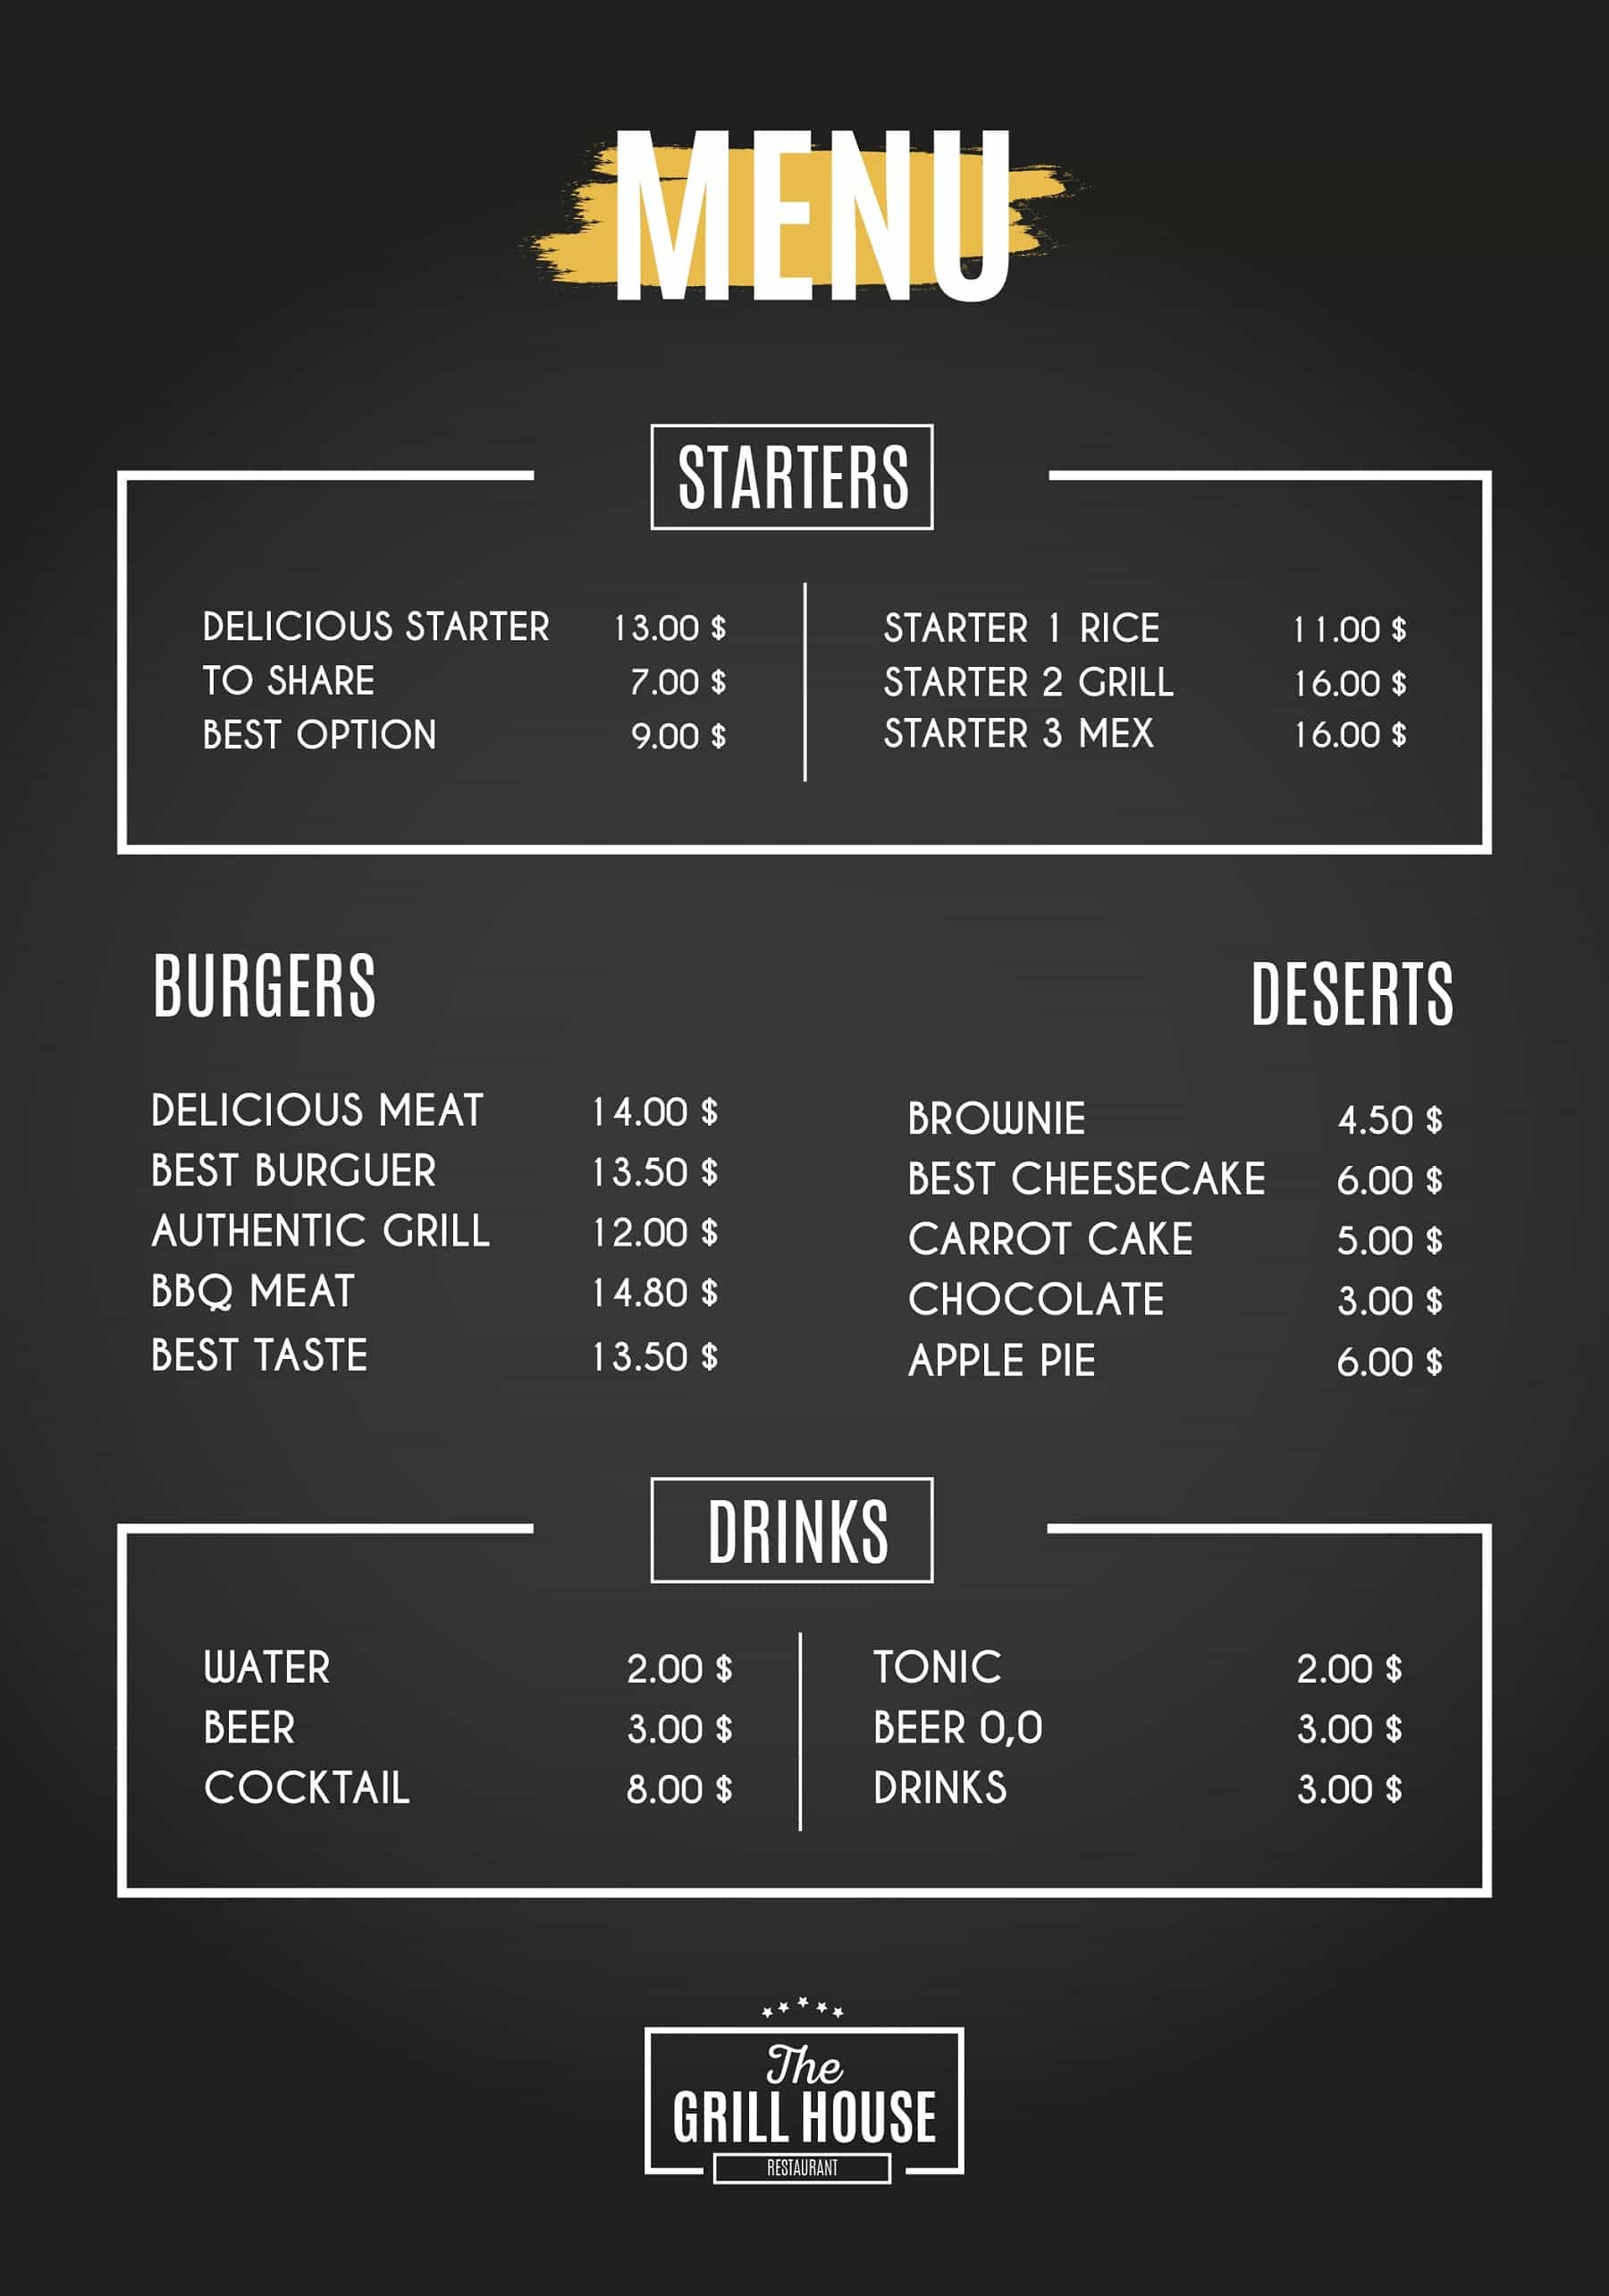 MENU
STARTERS
DELICIOUS STARTER 13.00 $
TO SHARE 7.00 $
BEST OPTION 9.00 $
STARTER 1 RICE 11.00 $
STARTER 2 GRILL 16.00 $
STARTER 3 MEX 16.00 $
BURGERS
DELICIOUS MEAT 14.00 $
BEST BURGUER 13.50 $
AUTHENTIC GRILL 12.00 $
BBQ MEAT 14.80 $
BEST TASTE 13.50 $
DESERTS
BROWNIE 4.50 $
BEST CHEESECAKE 6.00 $
CARROT CAKE 5.00 $
CHOCOLATE 3.00 $
APPLE PIE 6.00 $
DRINKS
WATER 2.00 $
BEER 3.00 $
COCKTAIL 8.00 $
TONIC 2.00 $
BEER 0,0 3.00 $
DRINKS 3.00 $
The
GRILL HOUSE
RESTAURANT